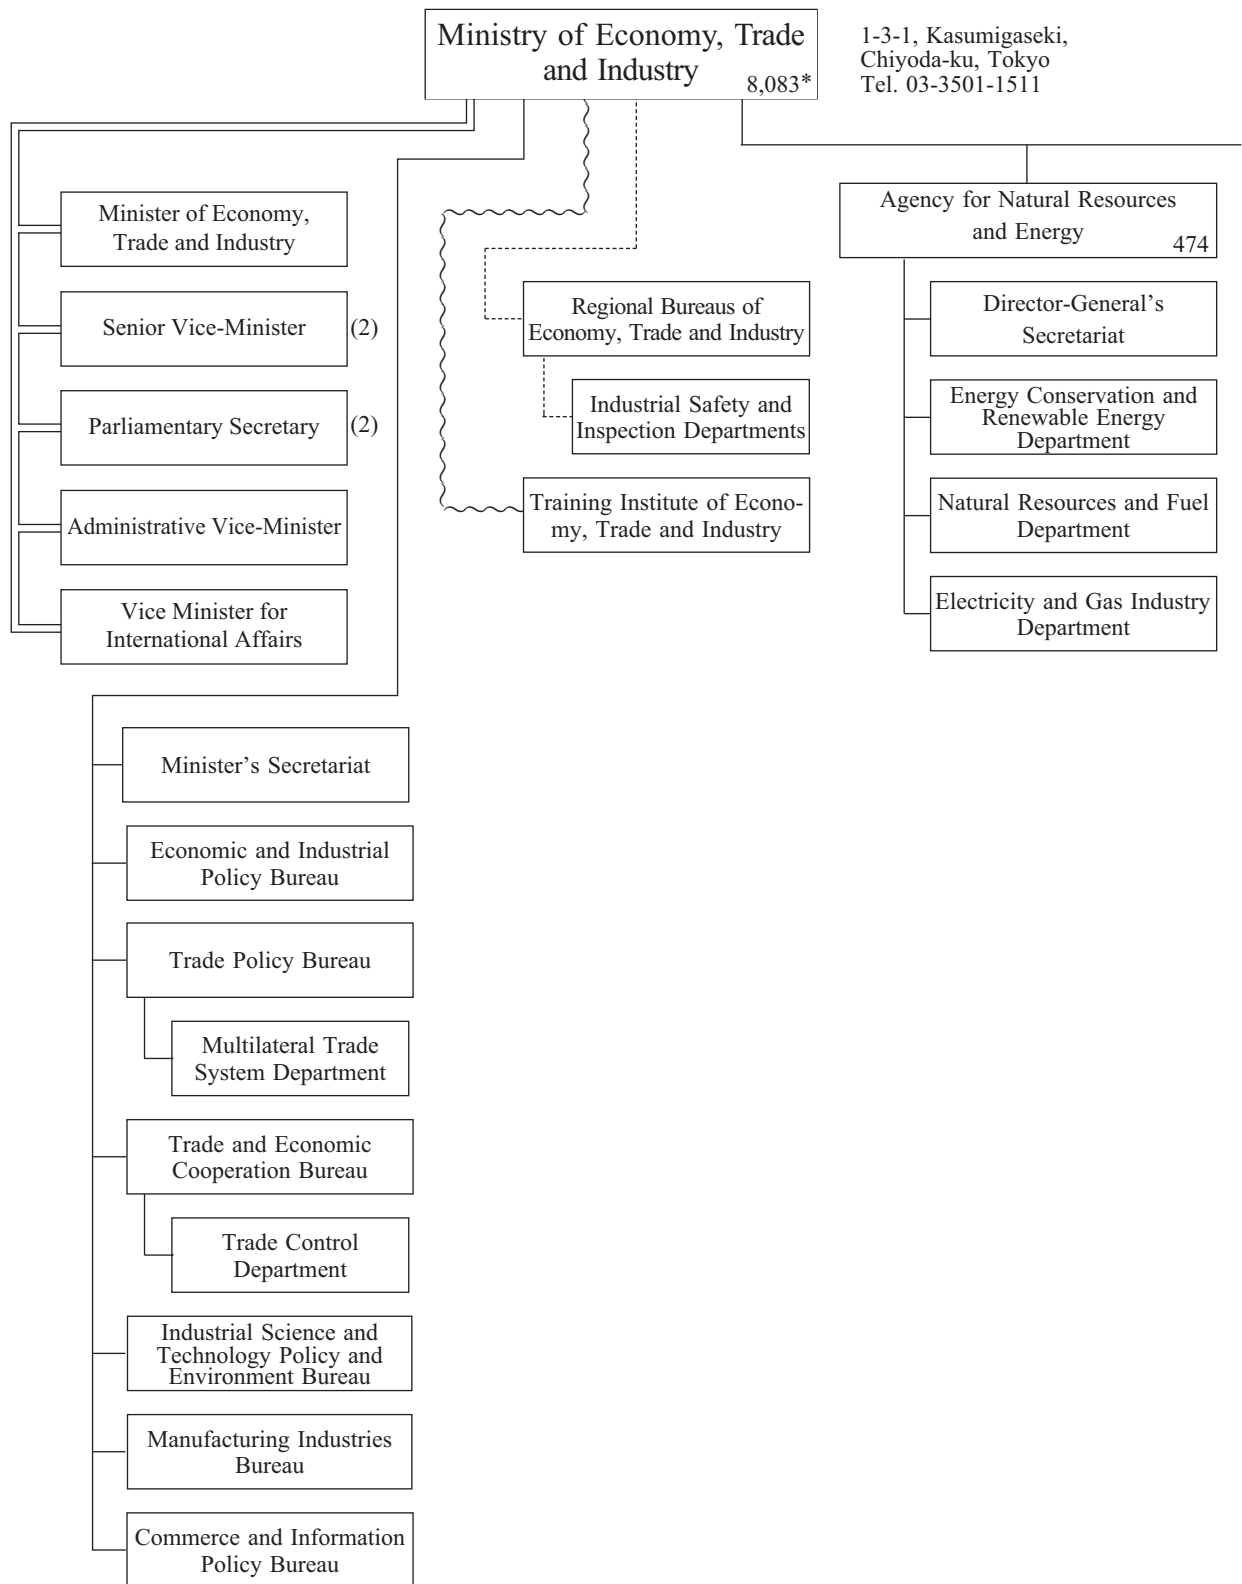 Ministry of Economy, Trade
and Industry
8,083*
1-3-1, Kasumigaseki,
Chiyoda-ku, Tokyo
Tel. 03-3501-1511
Minister of Economy,
Trade and Industry
Senior Vice-Minister
(2)
Parliamentary Secretary
(2)
Administrative Vice-Minister
Vice Minister for
International Affairs
Regional Bureaus of
Economy, Trade and Industry
Industrial Safety and
Inspection Departments
Training Institute of Econo-
my, Trade and Industry
Agency for Natural Resources
and Energy
474
Director-General’s
Secretariat
Energy Conservation and
Renewable Energy
Department
Natural Resources and Fuel
Department
Electricity and Gas Industry
Department
Minister’s Secretariat
Economic and Industrial
Policy Bureau
Trade Policy Bureau
Multilateral Trade
System Department
Trade and Economic
Cooperation Bureau
Trade Control
Department
Industrial Science and
Technology Policy and
Environment Bureau
Manufacturing Industries
Bureau
Commerce and Information
Policy Bureau